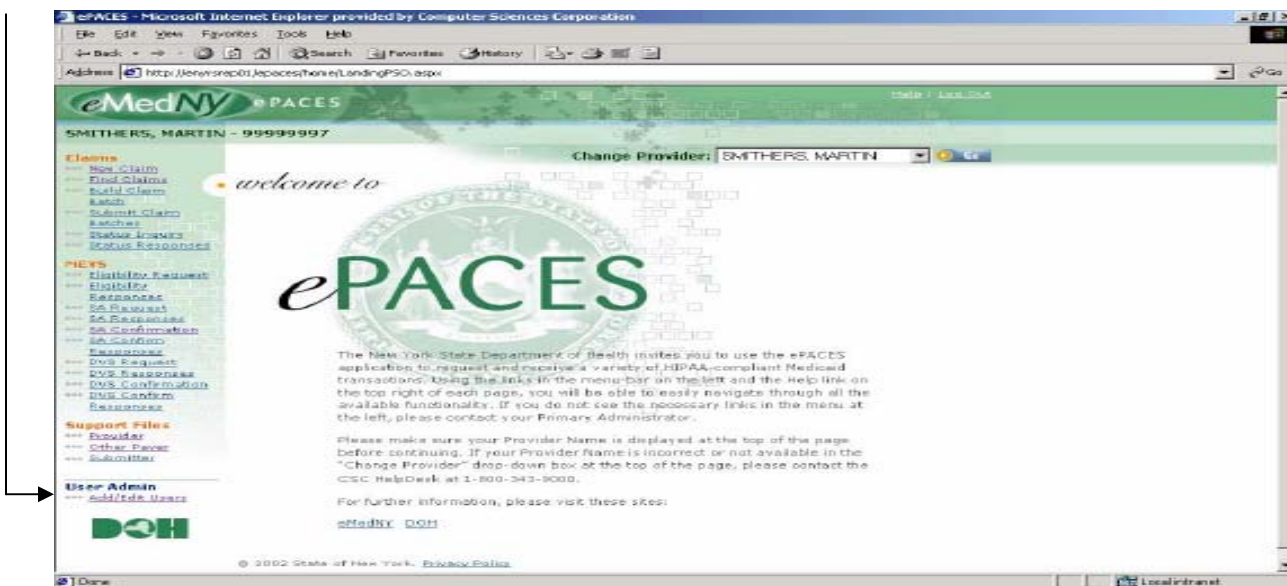 ePACES - Microsoft Internet Explorer provided by Computer Sciences Corporation
File Edit View Favorites Tools Help
Back Search Favorites History
Address http://lenyrsrep01/epaces/home/LandingPSO.aspx Go
eMedNY ePACES Help | Log Out
SMITHERS, MARTIN - 99999997
Change Provider: SMITHERS, MARTIN Go
Claims
New Claim
Find Claims
Build Claim
Batch
Submit Claim
Batches
Status Inquiry
Status Responses
MEVS
Eligibility Request
Eligibility
Responses
SA Request
SA Responses
SA Confirmation
SA Confirm
Responses
DVS Request
DVS Responses
DVS Confirmation
DVS Confirm
Responses
Support Files
Provider
Other Payer
Submitter
User Admin
Add/Edit Users
DOH
welcome to
ePACES
The New York State Department of Health invites you to use the ePACES
application to request and receive a variety of HIPAA-compliant Medicaid
transactions. Using the links in the menu-bar on the left and the Help link on
the top right of each page, you will be able to easily navigate through all the
available functionality. If you do not see the necessary links in the menu at
the left, please contact your Primary Administrator.
Please make sure your Provider Name is displayed at the top of the page
before continuing. If your Provider Name is incorrect or not available in the
"Change Provider" drop-down box at the top of the page, please contact the
CSC HelpDesk at 1-800-343-9000.
For further information, please visit these sites:
eMedNY DOH
© 2002 State of New York. Privacy Policy
Done Local intranet